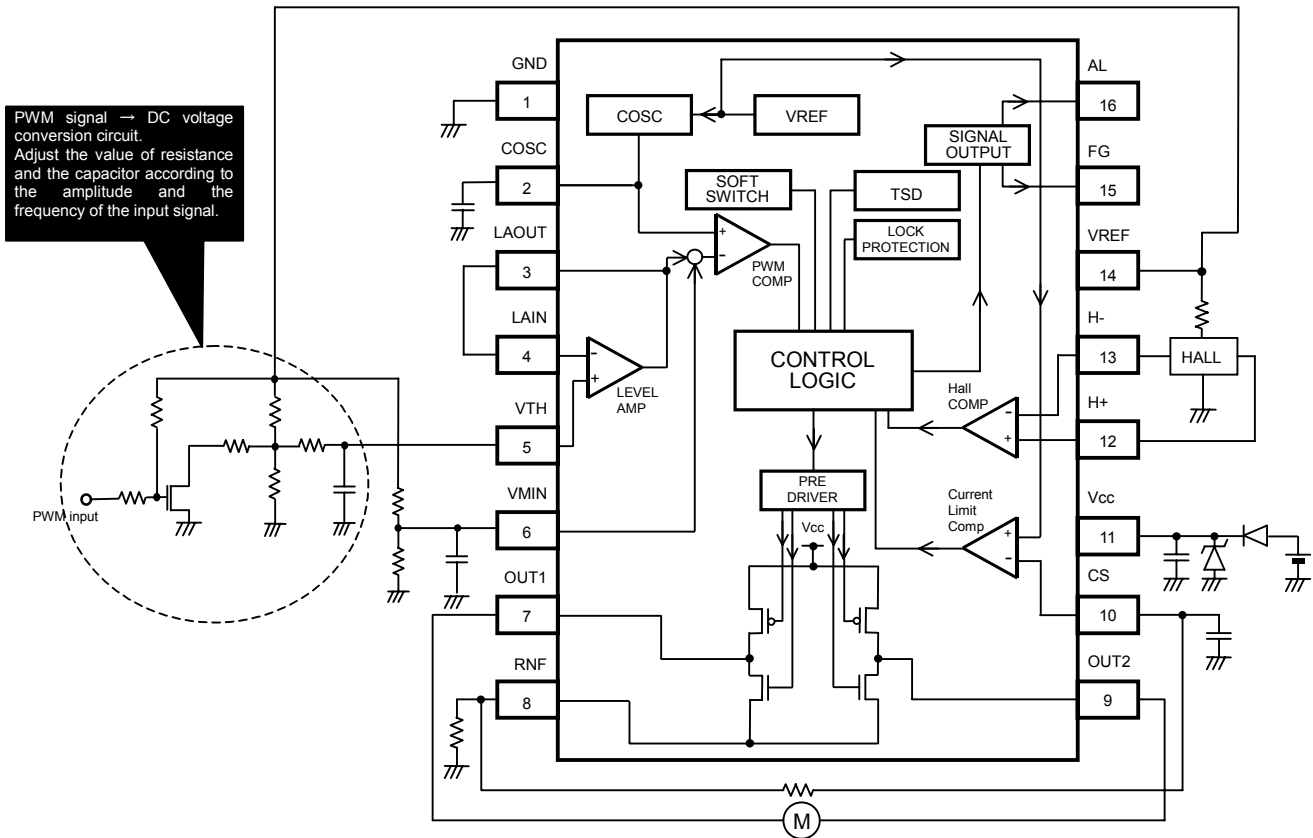 PWM signal → DC voltage
conversion circuit.
Adjust the value of resistance
and the capacitor according to
the amplitude and the
frequency of the input signal.
PWM input
GND
1
COSC
2
LAOUT
3
LAIN
4
VTH
5
VMIN
6
OUT1
7
RNF
8
COSC
VREF
SIGNAL
OUTPUT
SOFT
SWITCH
TSD
LOCK
PROTECTION
+
-
PWM
COMP
-
+
LEVEL
AMP
CONTROL
LOGIC
Hall
COMP
-
+
PRE
DRIVER
Vcc
Current
Limit
Comp
+
-
AL
16
FG
15
VREF
14
H-
13
HALL
H+
12
Vcc
11
CS
10
OUT2
9
M